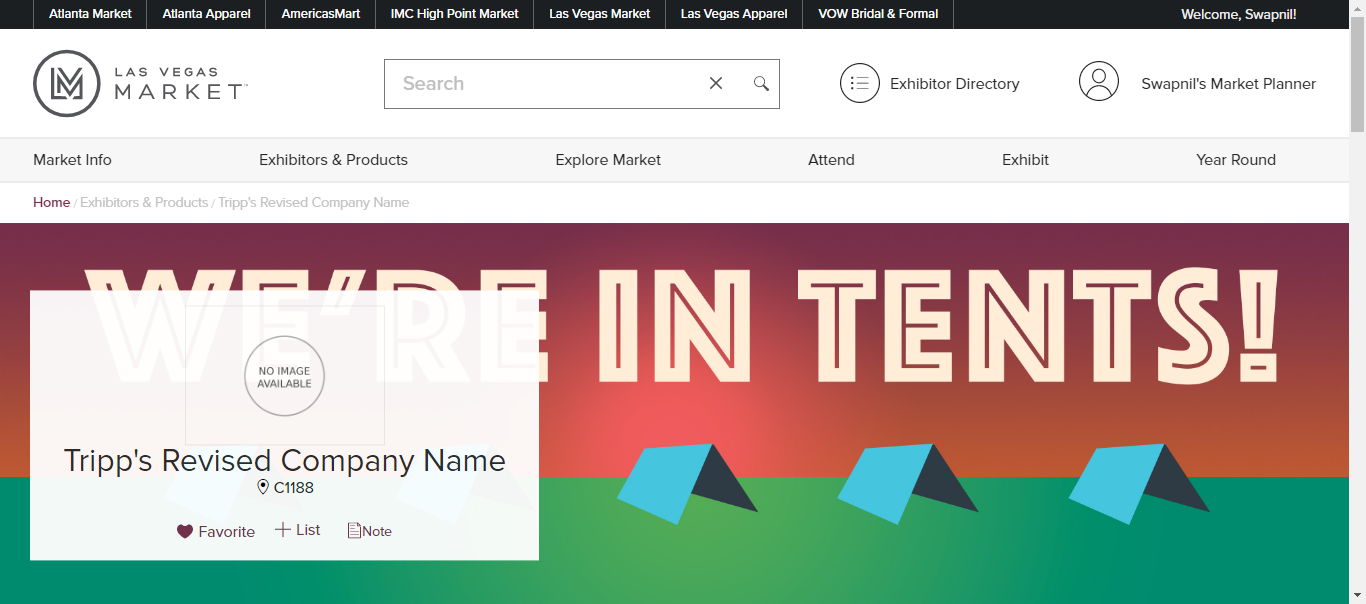 Atlanta Market Atlanta Apparel AmericasMart IMC High Point Market Las Vegas Market Las Vegas Apparel VOW Bridal & Formal Welcome, Swapnil!
LAS VEGAS
MARKET
Search
Exhibitor Directory
Swapnil's Market Planner
Market Info Exhibitors & Products Explore Market Attend Exhibit Year Round
Home / Exhibitors & Products / Tripp's Revised Company Name
WE'RE IN TENTS!
NO IMAGE
AVAILABLE
Tripp's Revised Company Name
C1188
Favorite List Note